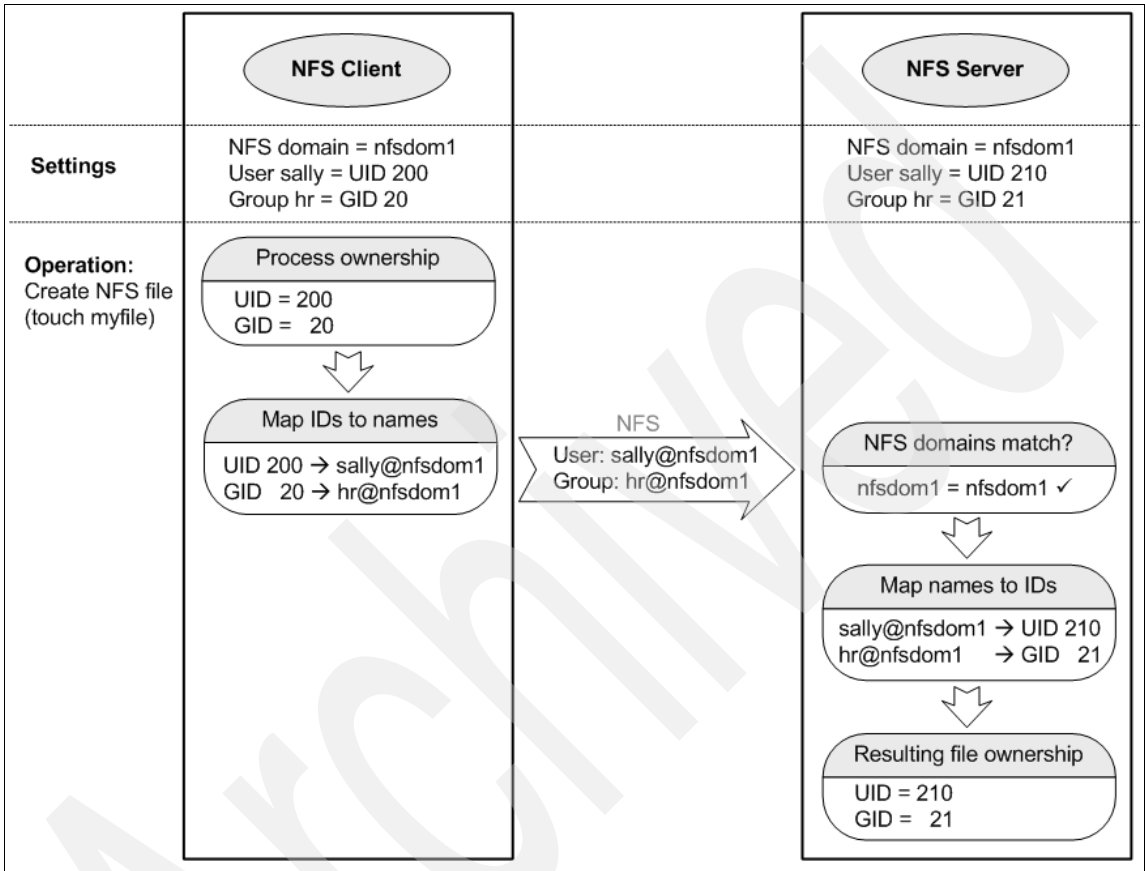 NFS Client
NFS Server
Settings
NFS domain = nfsdom1
User sally = UID 200
Group hr = GID 20
NFS domain = nfsdom1
User sally = UID 210
Group hr = GID 21
Operation:
Create NFS file
(touch myfile)
Process ownership
UID = 200
GID = 20
Map IDs to names
UID 200 → sally@nfsdom1
GID 20 → hr@nfsdom1
NFS
User: sally@nfsdom1
Group: hr@nfsdom1
NFS domains match?
nfsdom1 = nfsdom1 ✓
Map names to IDs
sally@nfsdom1 → UID 210
hr@nfsdom1 → GID 21
Resulting file ownership
UID = 210
GID = 21
Archived